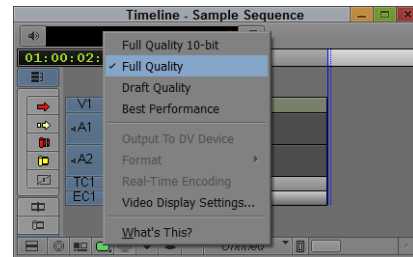 Timeline - Sample Sequence
01:00:02:
Full Quality 10-bit
✓ Full Quality
Draft Quality
Best Performance
Output To DV Device
Format
Real-Time Encoding
Video Display Settings...
What's This?
V1
A1
A2
TC1
EC1
Untitled